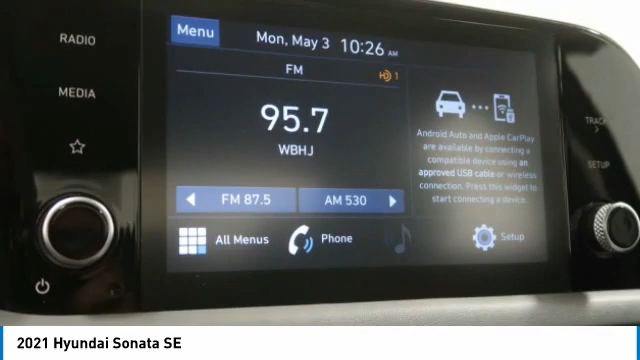 RADIO
MEDIA
Menu
Mon, May 3 10:26 AM
FM
HD 1
95.7
WBHJ
FM 87.5
AM 530
Android Auto and Apple CarPlay
are available by connecting a
compatible device using an
approved USB cable or wireless
connection. Press this widget to
start connecting a device.
All Menus
Phone
Setup
TRACK
SETUP
2021 Hyundai Sonata SE